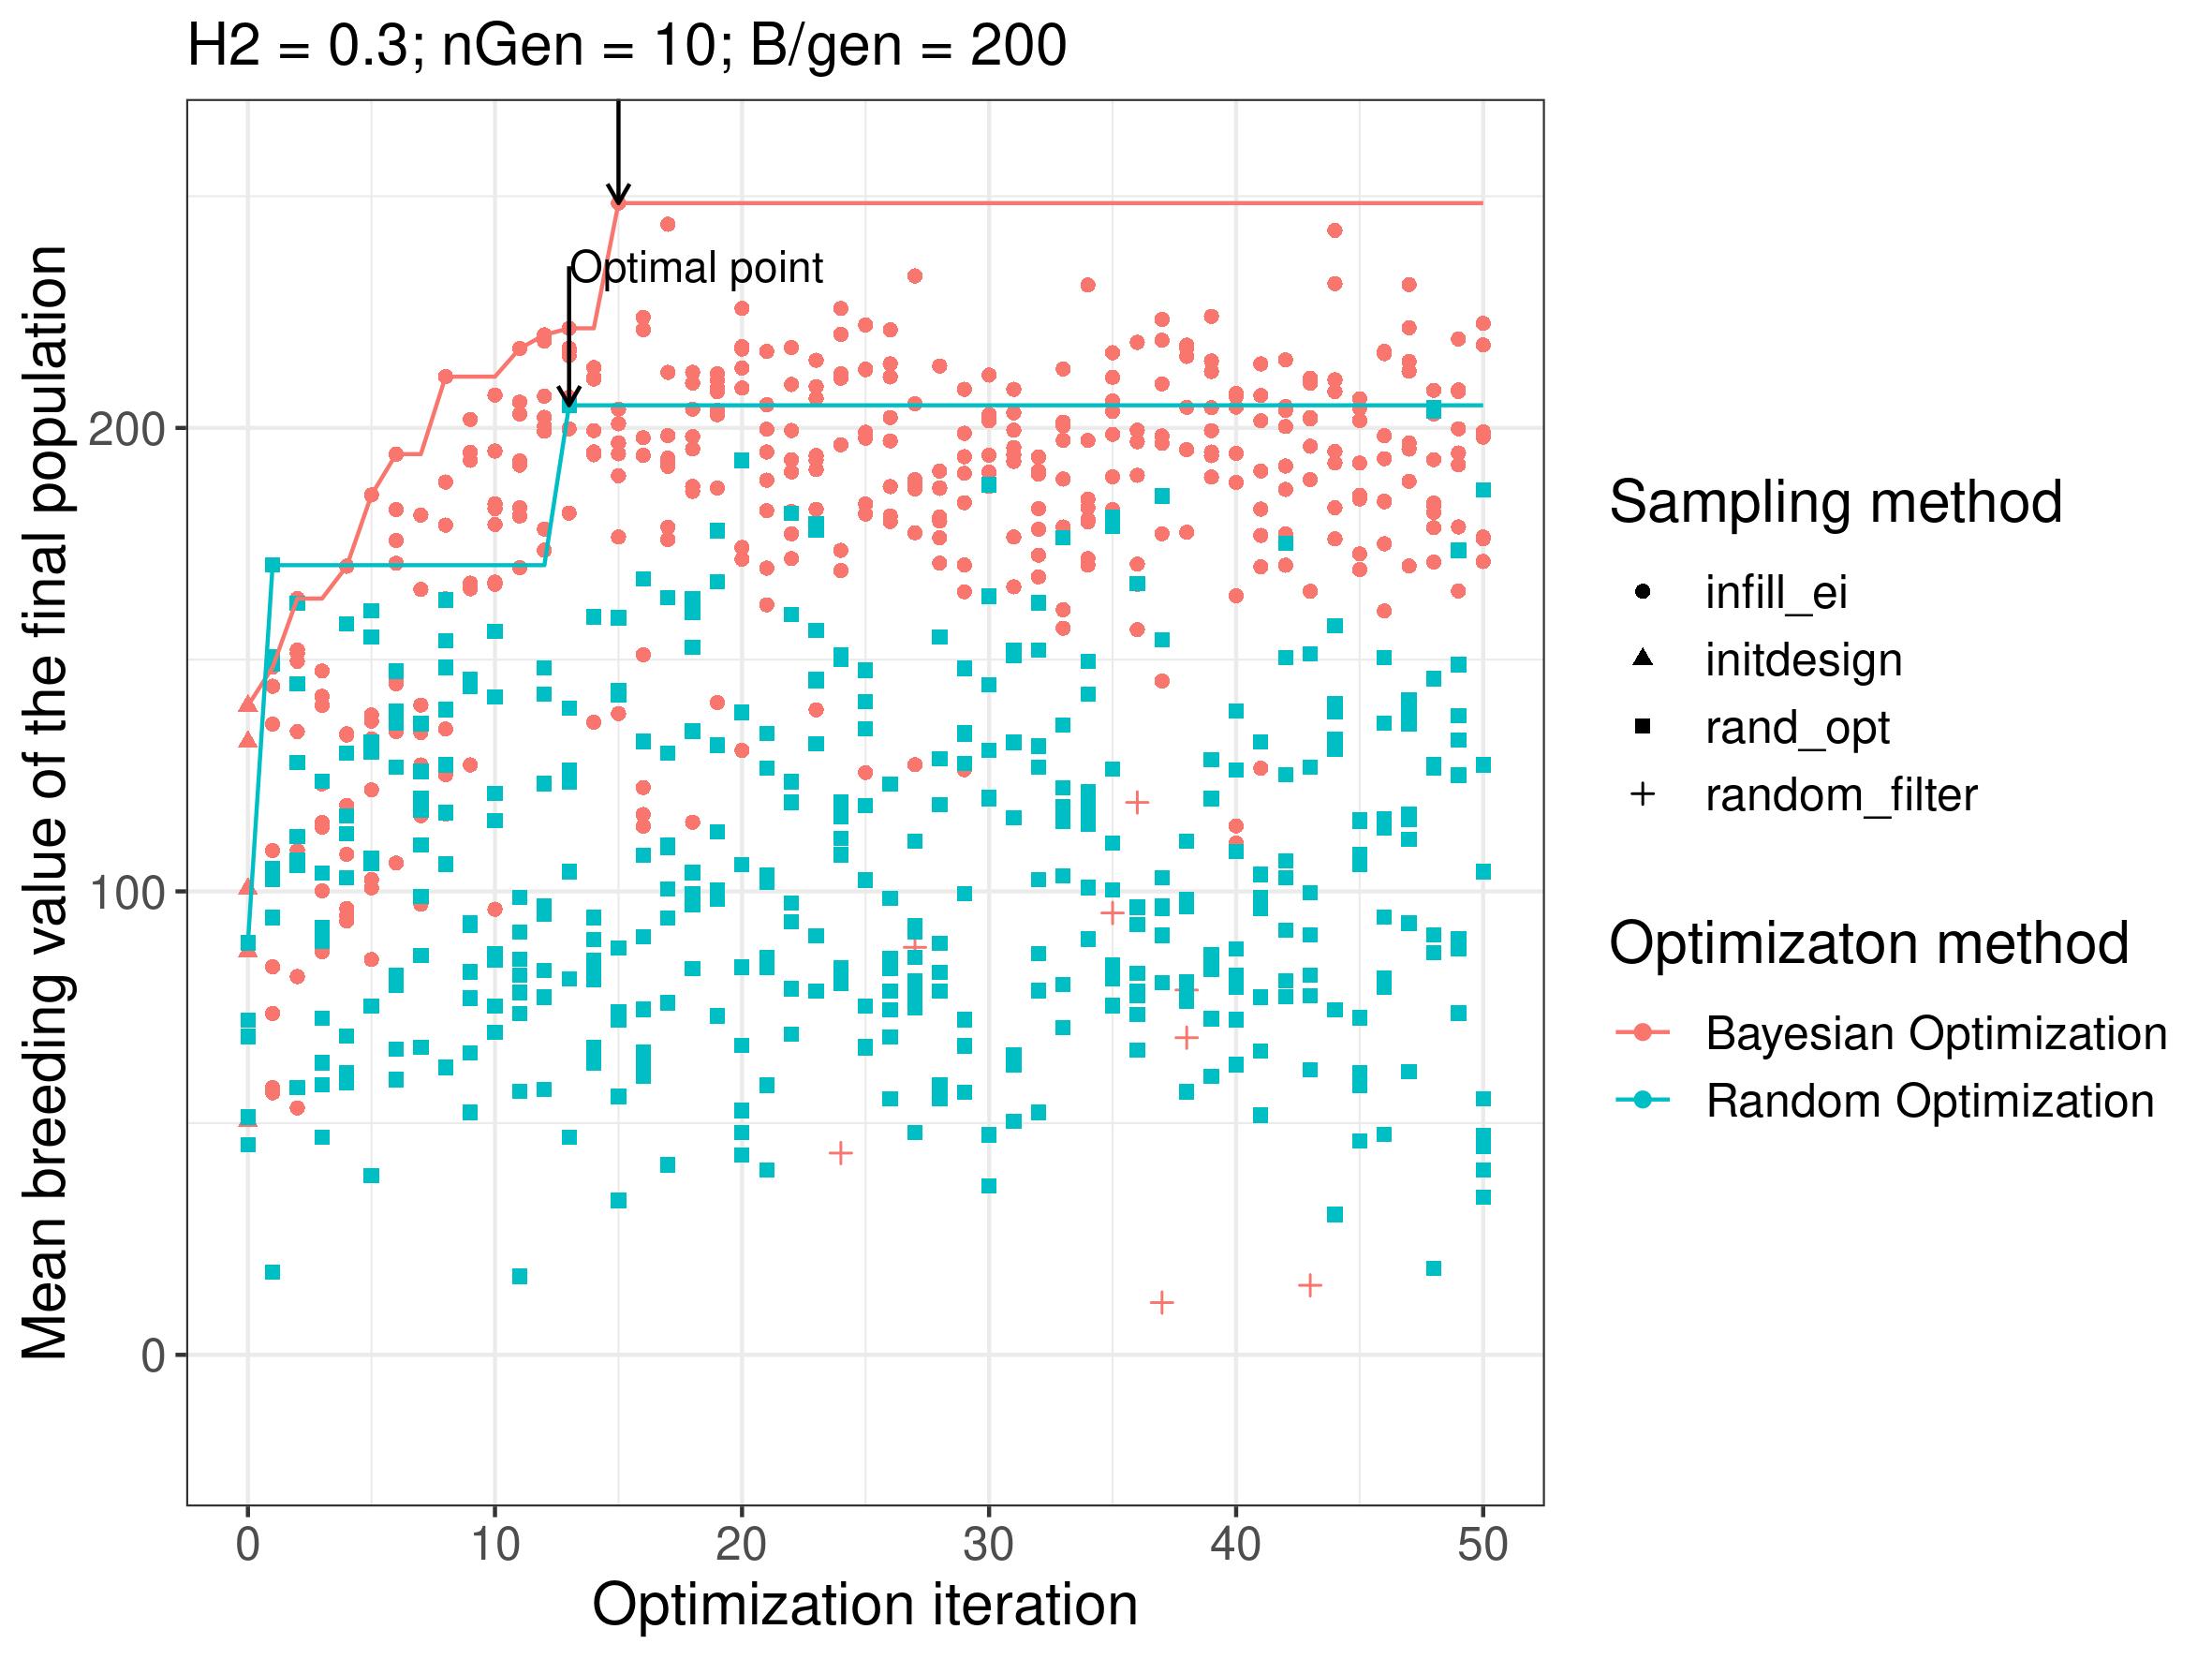 H2 = 0.3; nGen = 10; B/gen = 200
Mean breeding value of the final population
200
100
0
Optimal point
0
10
20
30
40
50
Optimization iteration
Sampling method
infill_ei
initdesign
rand_opt
random_filter
Optimizaton method
Bayesian Optimization
Random Optimization